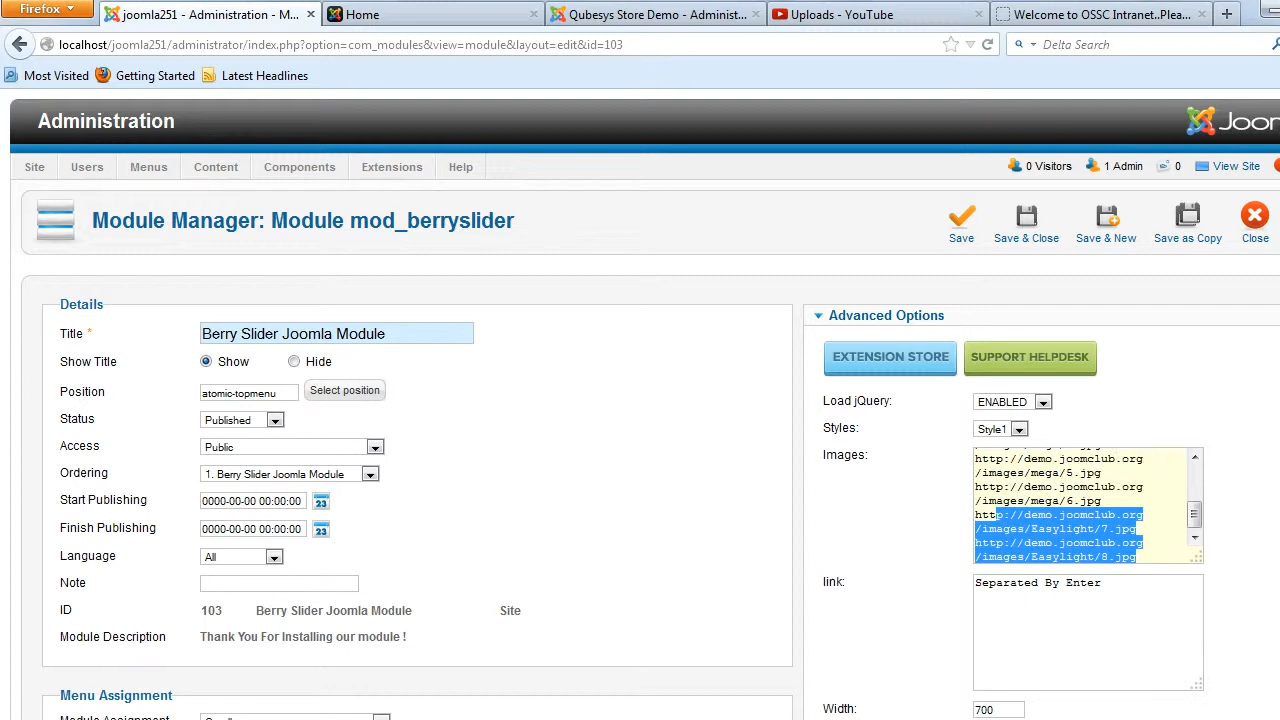 Firefox
joomla251 - Administration - M...
Home
Qubesys Store Demo - Administ...
Uploads - YouTube
Welcome to OSSC Intranet..Plea...
localhost/joomla251/administrator/index.php?option=com_modules&view=module&layout=edit&id=103
Delta Search
Most Visited
Getting Started
Latest Headlines
Administration
Site
Users
Menus
Content
Components
Extensions
Help
0 Visitors
1 Admin
0
View Site
Module Manager: Module mod_berryslider
Save
Save & Close
Save & New
Save as Copy
Close
Details
Title *
Berry Slider Joomla Module
Show Title
Show
Hide
Position
atomic-topmenu
Select position
Status
Published
Access
Public
Ordering
1. Berry Slider Joomla Module
Start Publishing
0000-00-00 00:00:00
23
Finish Publishing
0000-00-00 00:00:00
23
Language
All
Note
ID
103
Berry Slider Joomla Module
Site
Module Description
Thank You For Installing our module !
Menu Assignment
Module Assignment
Advanced Options
EXTENSION STORE
SUPPORT HELPDESK
Load jQuery:
ENABLED
Styles:
Style1
Images:
http://demo.joomclub.org
/images/mega/5.jpg
http://demo.joomclub.org
/images/mega/6.jpg
http://demo.joomclub.org
/images/Easylight/7.jpg
http://demo.joomclub.org
/images/Easylight/8.jpg
link:
Separated By Enter
Width:
700